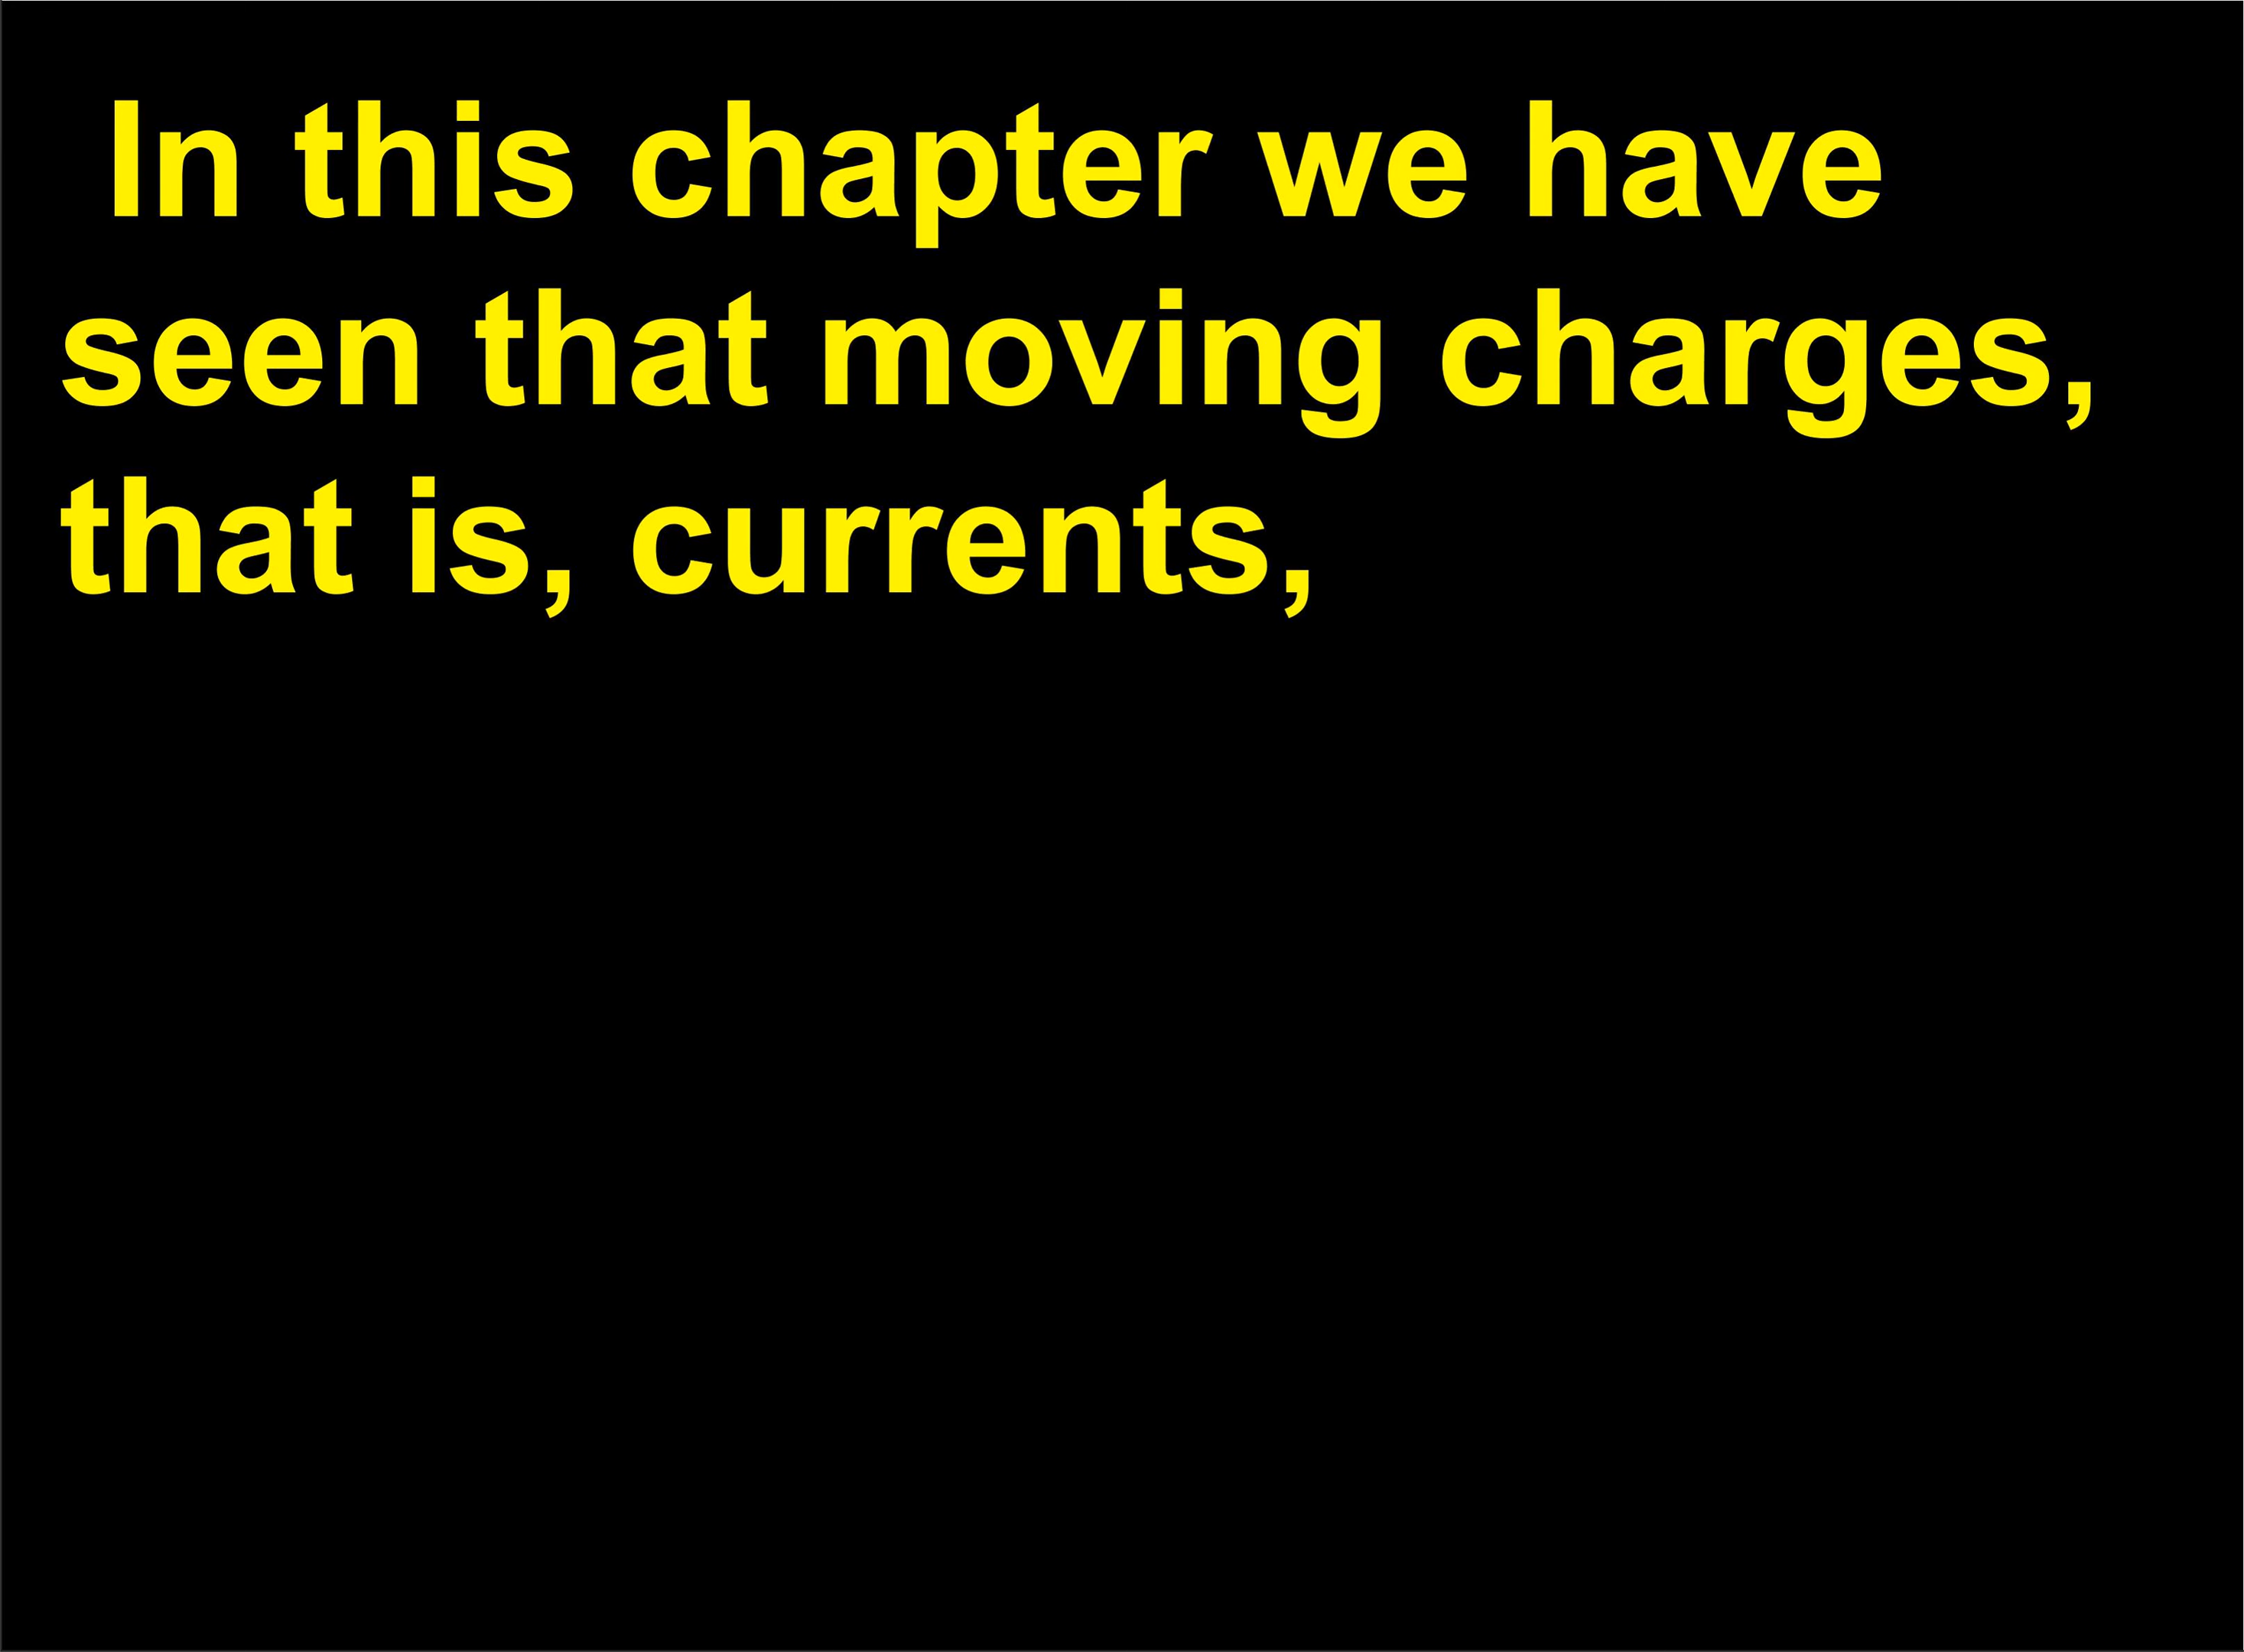 In this chapter we have
seen that moving charges,
that is, currents,